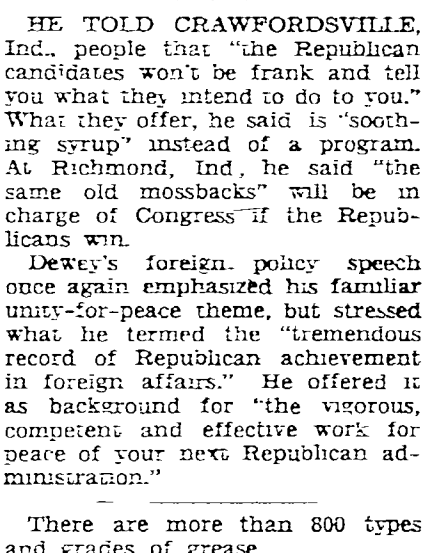 HE TOLD CRAWFORDSVILLE,
Ind., people that "the Republican
candidates won't be frank and tell
you what they intend to do to you."
What they offer, he said is "sooth-
ing syrup" instead of a program.
At Richmond, Ind, he said "the
same old mossbacks" will be in
charge of Congress if the Repub-
licans win.
Dewey's foreign policy speech
once again emphasized his familiar
unity-for-peace theme, but stressed
what he termed the "tremendous
record of Republican achievement
in foreign affairs." He offered it
as background for "the vigorous,
competent and effective work for
peace of your next Republican ad-
ministration."
There are more than 800 types
and grades of grease